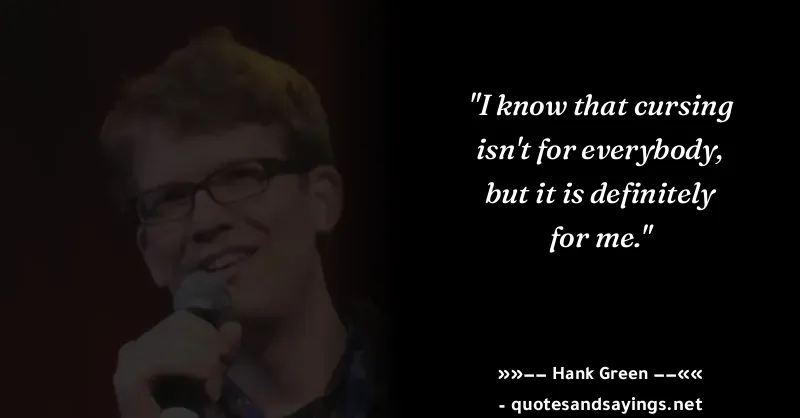 "I know that cursing
isn't for everybody,
but it is definitely
for me."
»»–– Hank Green ––««
- quotesandsayings.net